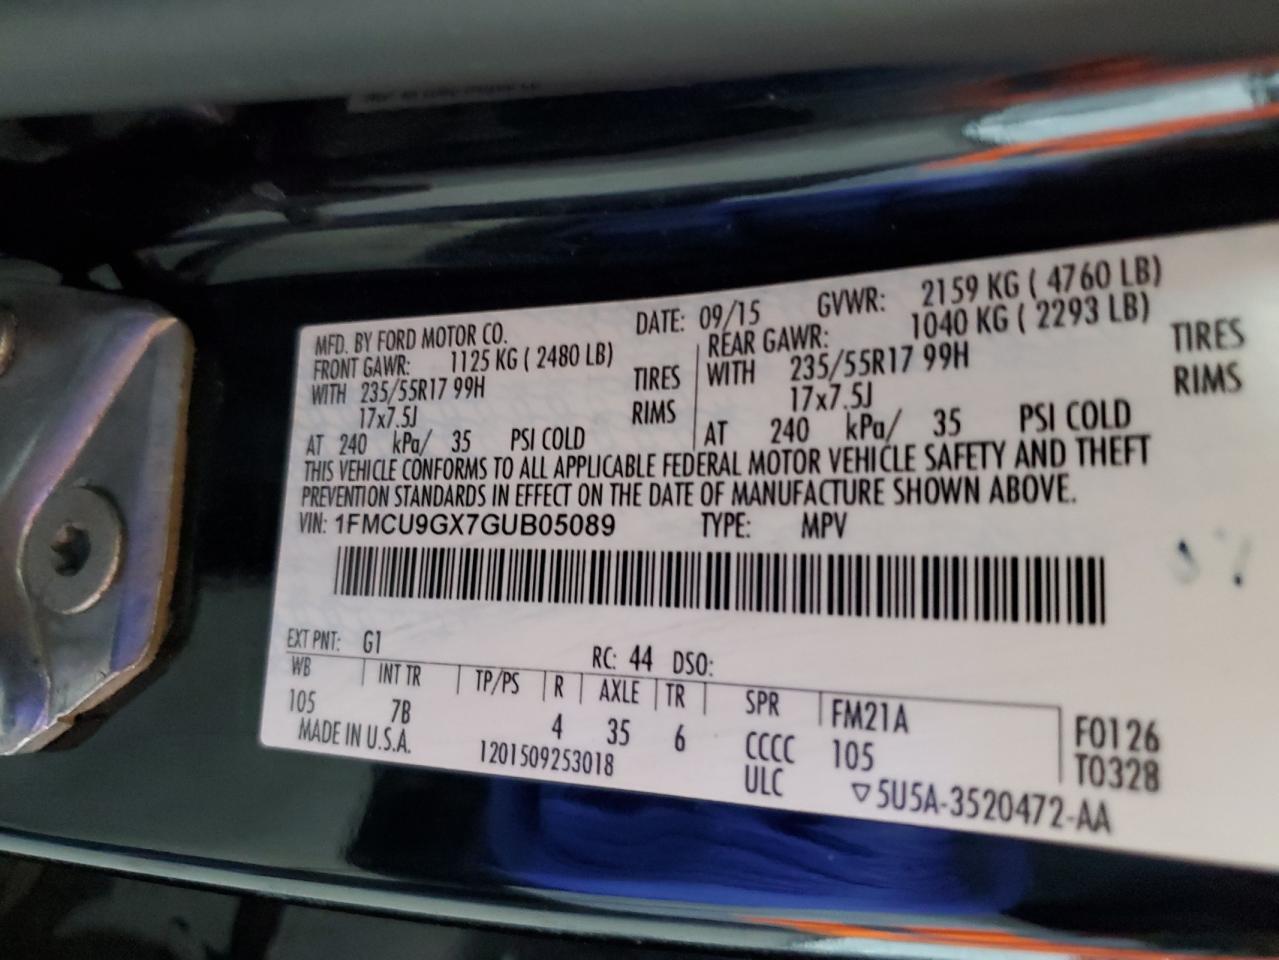 MFD. BY FORD MOTOR CO. DATE: 09/15 GVWR: 2159 KG ( 4760 LB)
FRONT GAWR: 1125 KG ( 2480 LB) REAR GAWR: 1040 KG ( 2293 LB)
WITH 235/55R17 99H TIRES WITH 235/55R17 99H TIRES
17x7.5J RIMS 17x7.5J RIMS
AT 240 kPa/ 35 PSI COLD AT 240 kPa/ 35 PSI COLD
THIS VEHICLE CONFORMS TO ALL APPLICABLE FEDERAL MOTOR VEHICLE SAFETY AND THEFT
PREVENTION STANDARDS IN EFFECT ON THE DATE OF MANUFACTURE SHOWN ABOVE.
VIN: 1FMCU9GX7GUB05089 TYPE: MPV
EXT PNT: G1 RC: 44 DSO:
WB INT TR TP/PS R AXLE TR SPR FM21A F0126
105 7B 4 35 6 CCCC 105 T0328
MADE IN U.S.A. 1201509253018 ULC ▽5U5A-3520472-AA